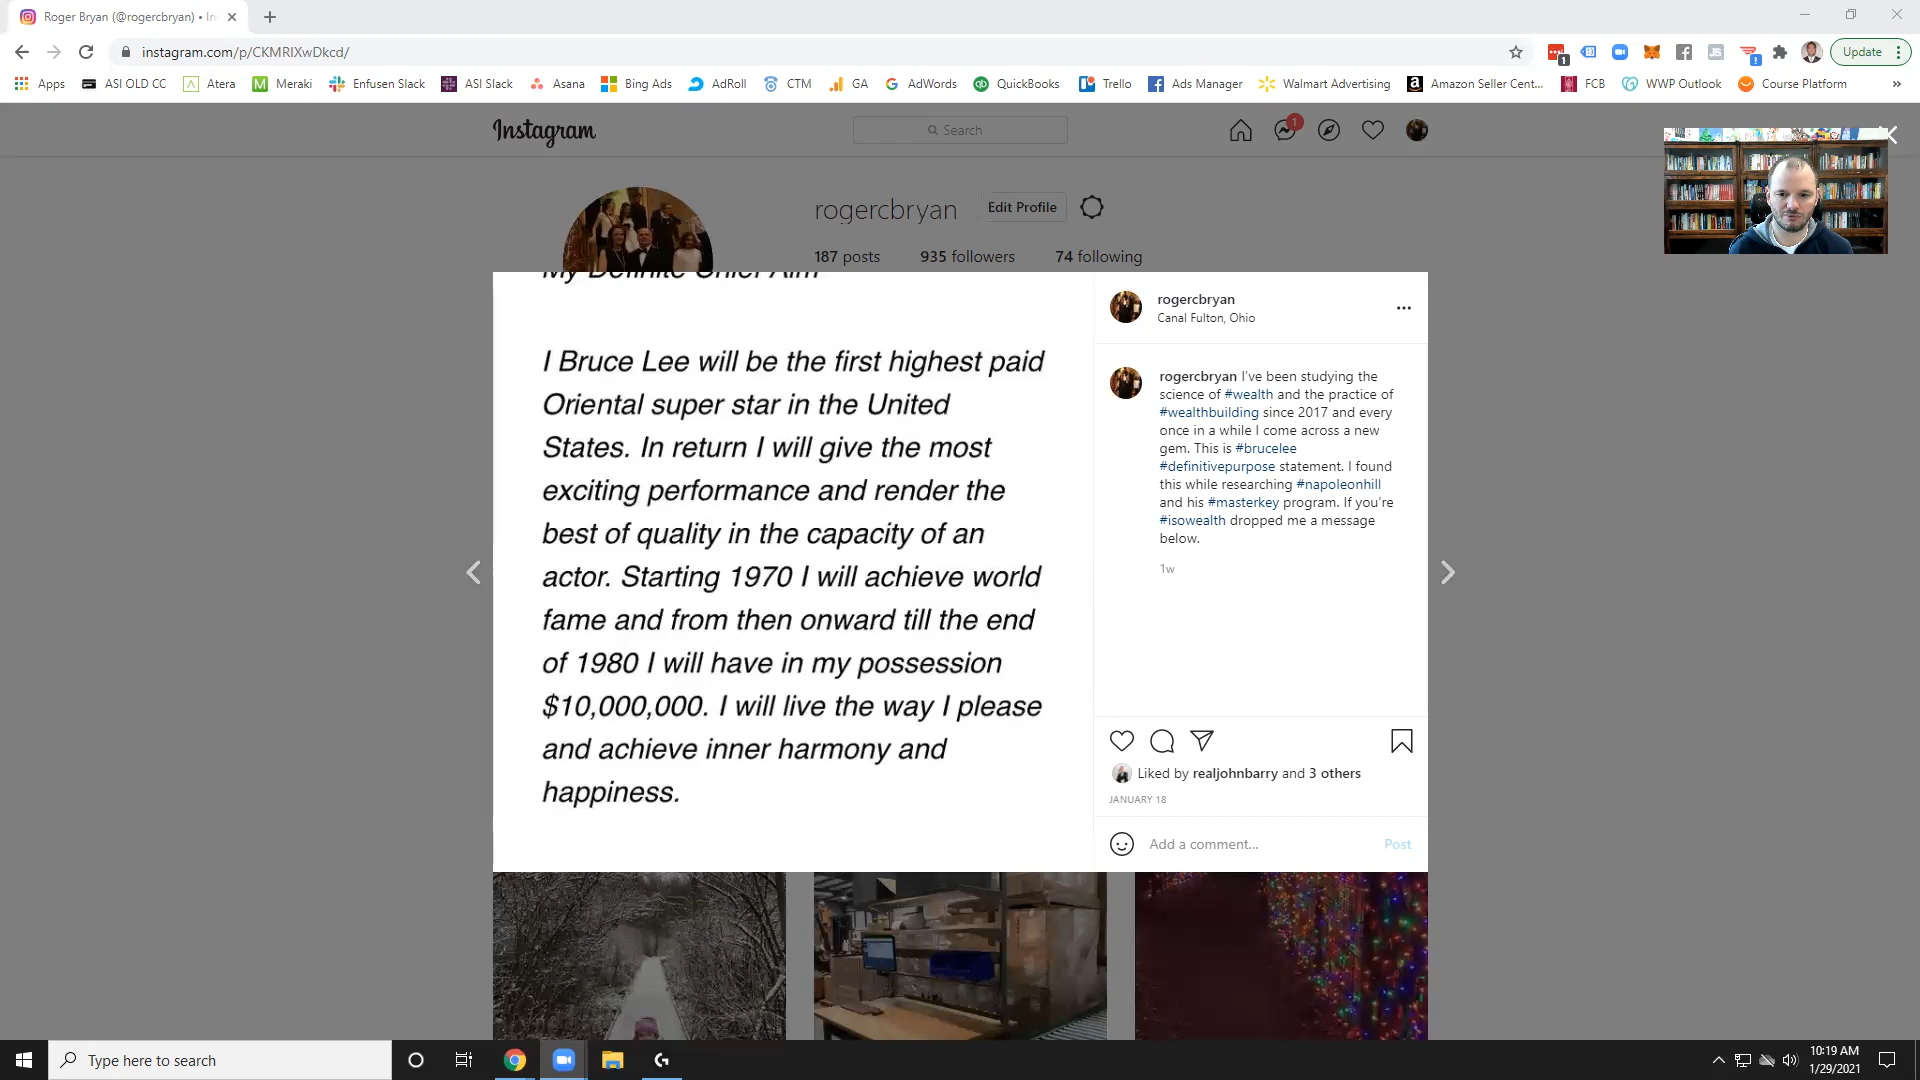 Roger Bryan (@rogercbryan) • In
instagram.com/p/CKMRIXwDkcd/
1
Update
Apps
ASI OLD CC
Atera
Meraki
Enfusen Slack
ASI Slack
Asana
Bing Ads
AdRoll
CTM
GA
AdWords
QuickBooks
Trello
Ads Manager
Walmart Advertising
Amazon Seller Cent...
FCB
WWP Outlook
Course Platform
»
Instagram
Search
1
rogercbryan
Edit Profile
187 posts
935 followers
74 following
My Definite Chief Aim
I Bruce Lee will be the first highest paid
Oriental super star in the United
States. In return I will give the most
exciting performance and render the
best of quality in the capacity of an
actor. Starting 1970 I will achieve world
fame and from then onward till the end
of 1980 I will have in my possession
$10,000,000. I will live the way I please
and achieve inner harmony and
happiness.
rogercbryan
Canal Fulton, Ohio
rogercbryan I've been studying the
science of #wealth and the practice of
#wealthbuilding since 2017 and every
once in a while I come across a new
gem. This is #brucelee
#definitivepurpose statement. I found
this while researching #napoleonhill
and his #masterkey program. If you're
#isowealth dropped me a message
below.
1w
Liked by realjohnbarry and 3 others
JANUARY 18
Add a comment...
Post
Type here to search
10:19 AM
1/29/2021